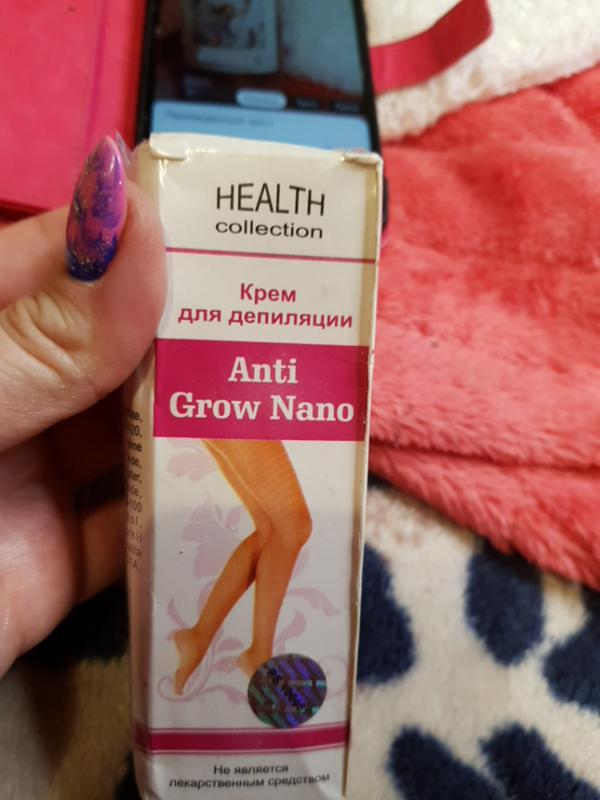 HEALTH
collection
Крем
для депиляции
Anti
Grow Nano
Не является
лекарственным средством